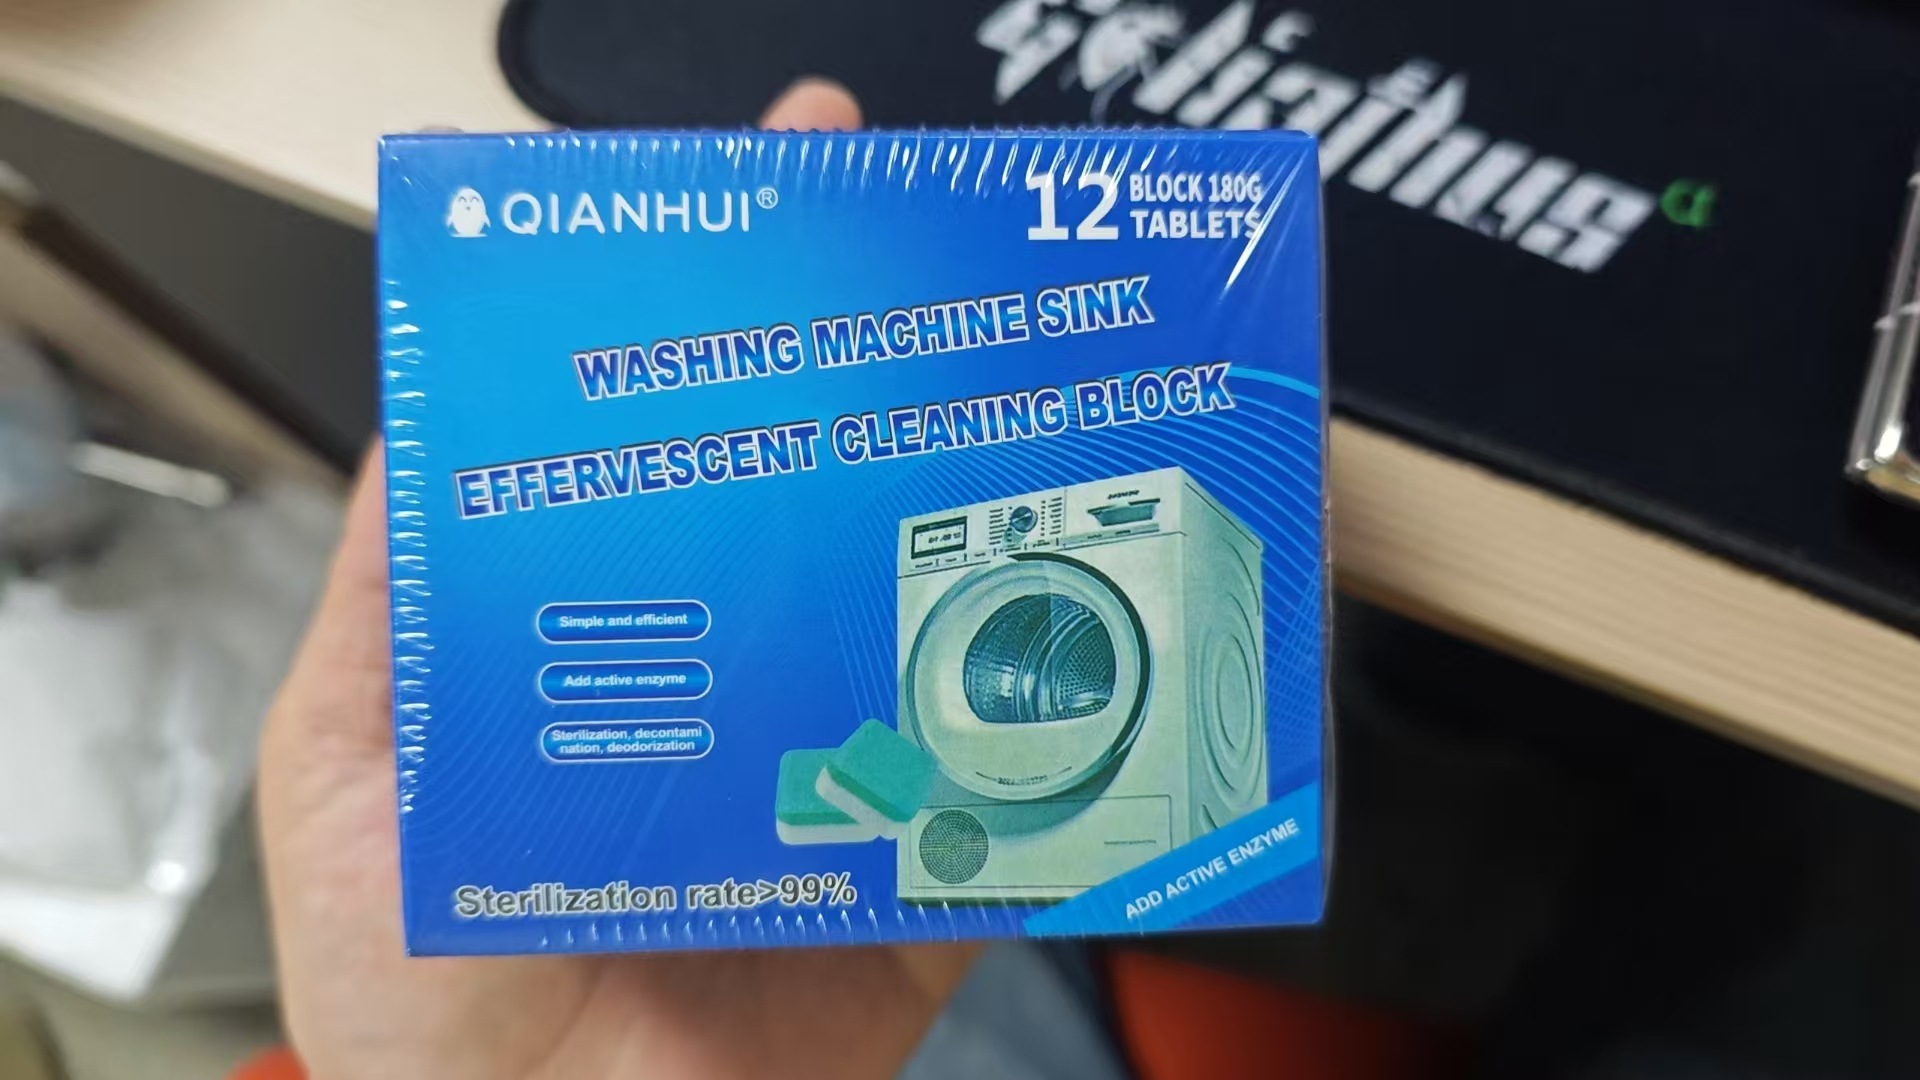 QIANHUI®
12 BLOCK 180G
TABLETS
WASHING MACHINE SINK
EFFERVESCENT CLEANING BLOCK
Simple and efficient
Add active enzyme
Sterilization, decontami
nation, deodorization
Sterilization rate>99%
ADD ACTIVE ENZYME